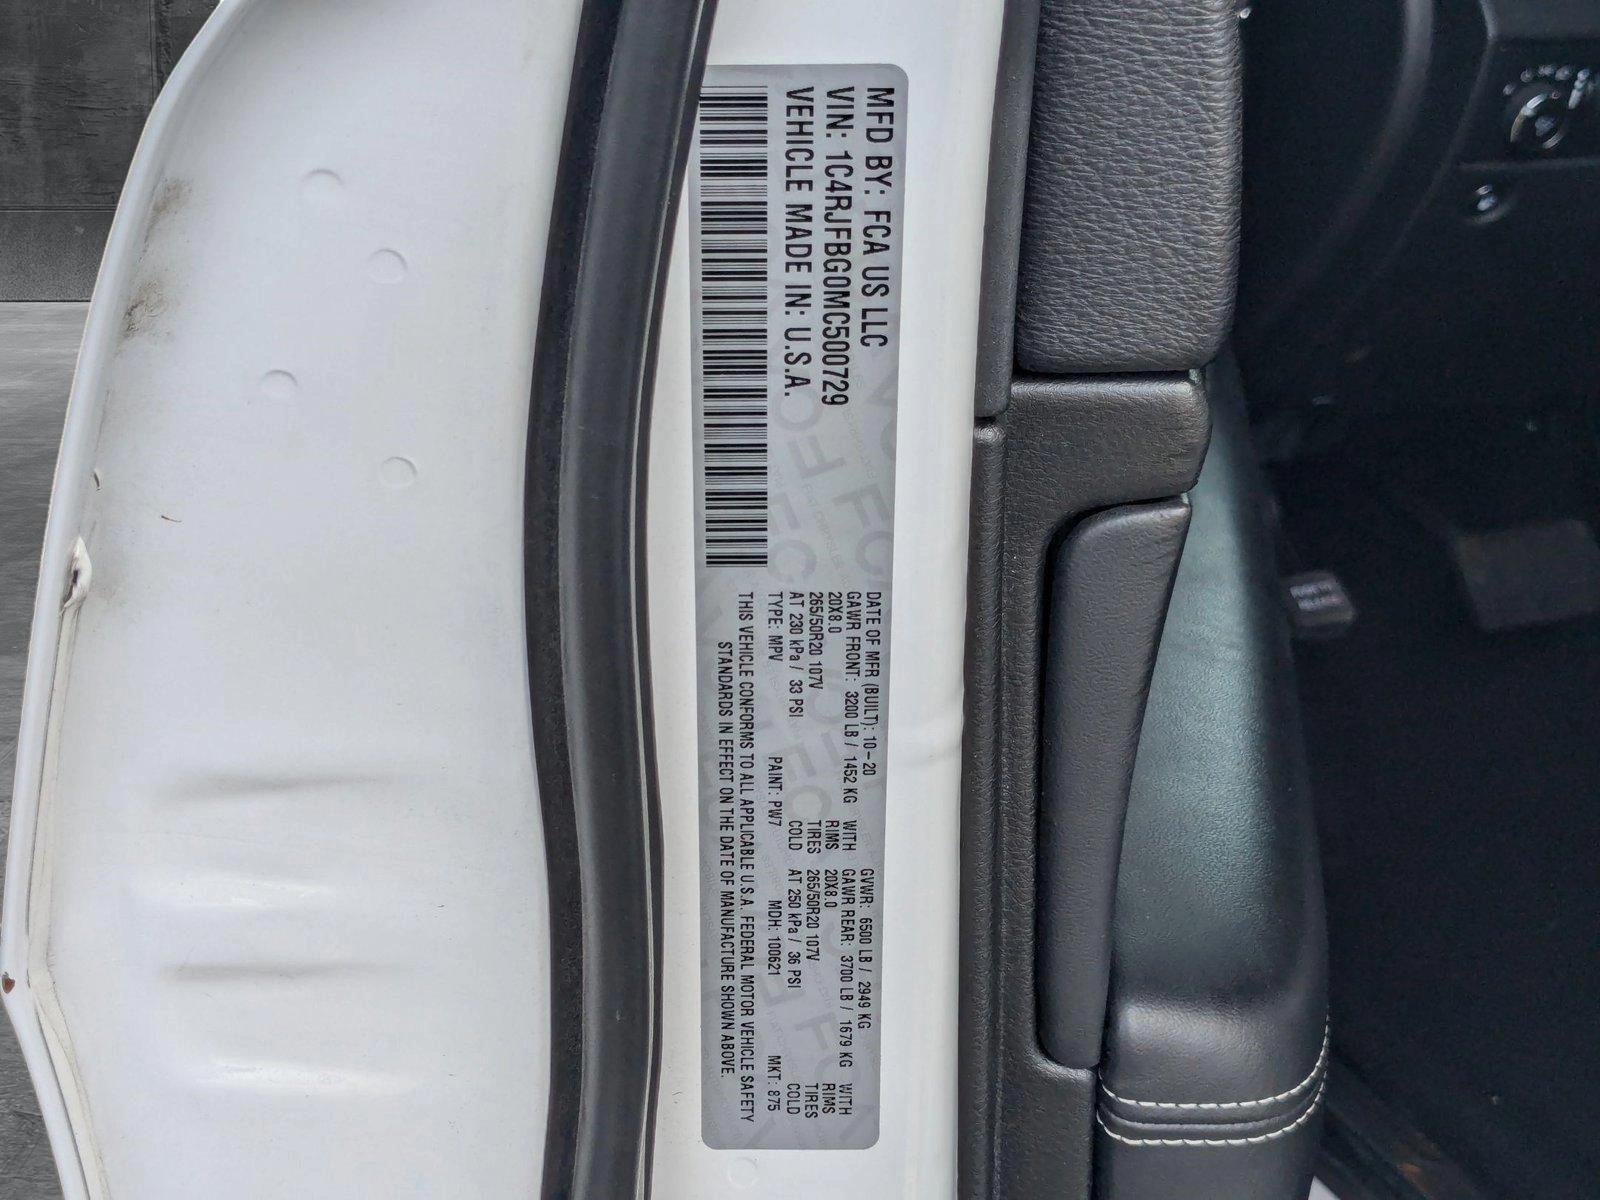 MFD BY: FCA US LLC
VIN: 1C4RJFBG0MC500729
VEHICLE MADE IN: U.S.A.
DATE OF MFR (BUILT): 10-20 GVWR: 6500 LB / 2949 KG
GAWR FRONT: 3200 LB / 1452 KG WITH GAWR REAR: 3700 LB / 1679 KG WITH
20X8.0 RIMS 20X8.0 RIMS
265/50R20 107V TIRES 265/50R20 107V TIRES
AT 230 kPa / 33 PSI COLD AT 250 kPa / 36 PSI COLD
TYPE: MPV PAINT: PW7 MDH: 100621 MKT: 875
THIS VEHICLE CONFORMS TO ALL APPLICABLE U.S.A. FEDERAL MOTOR VEHICLE SAFETY
STANDARDS IN EFFECT ON THE DATE OF MANUFACTURE SHOWN ABOVE.